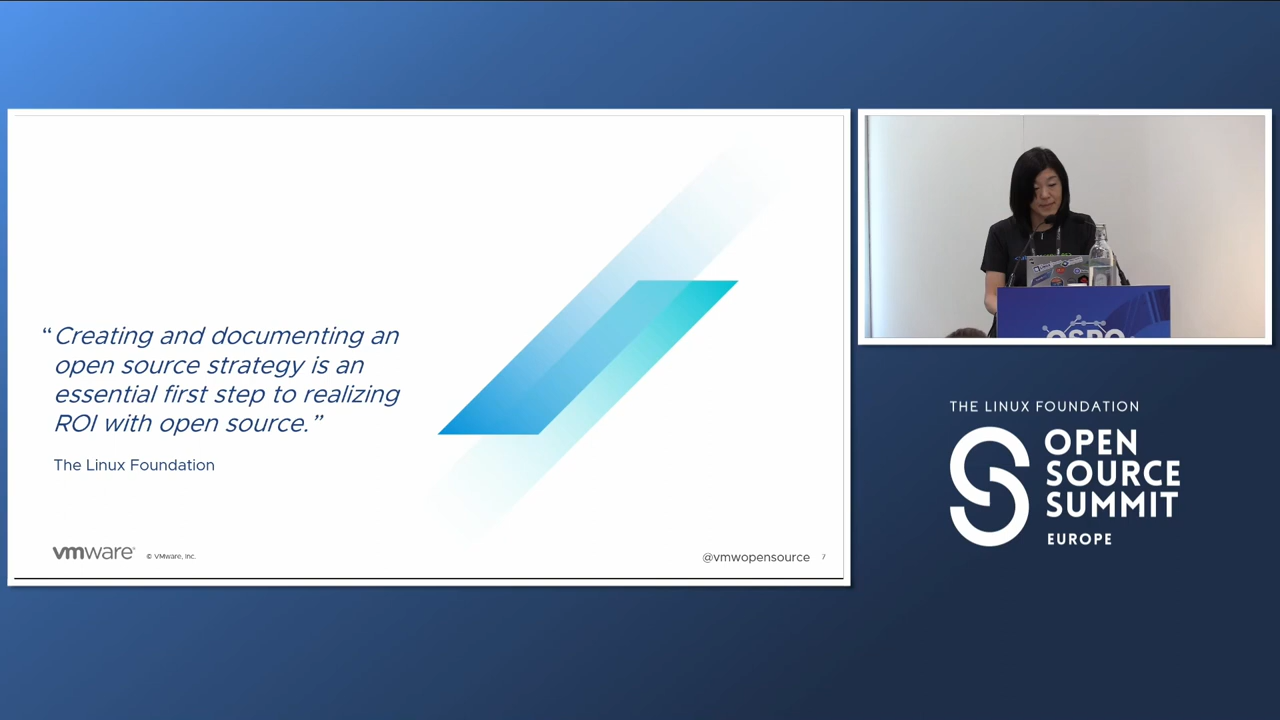 “Creating and documenting an
open source strategy is an
essential first step to realizing
ROI with open source.”
The Linux Foundation
vmware®
© VMware, Inc.
@vmwopensource
7
OSPO
THE LINUX FOUNDATION
OPEN
SOURCE
SUMMIT
EUROPE